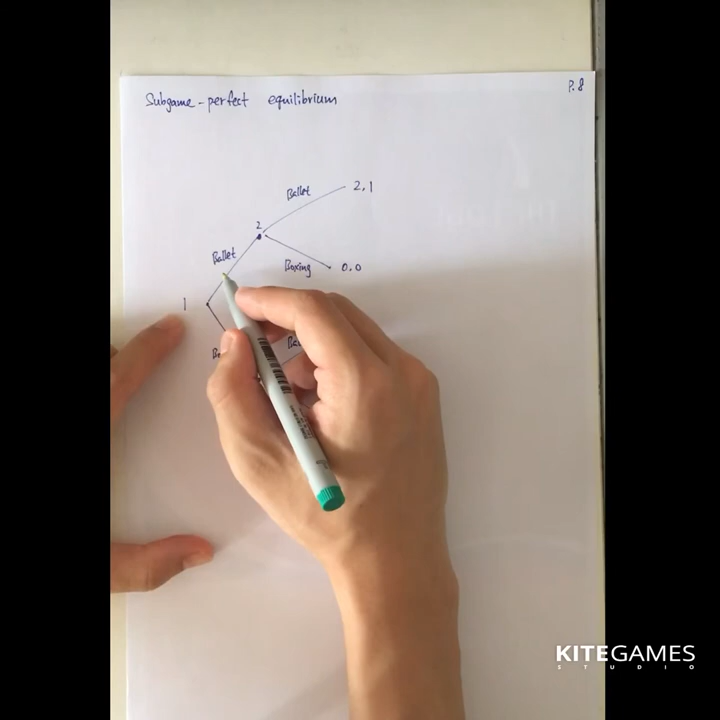 Subgame-perfect equilibrium
P.8
Ballet 2,1
2
Ballet
Boxing 0,0
1
KITEGAMES
STUDIO